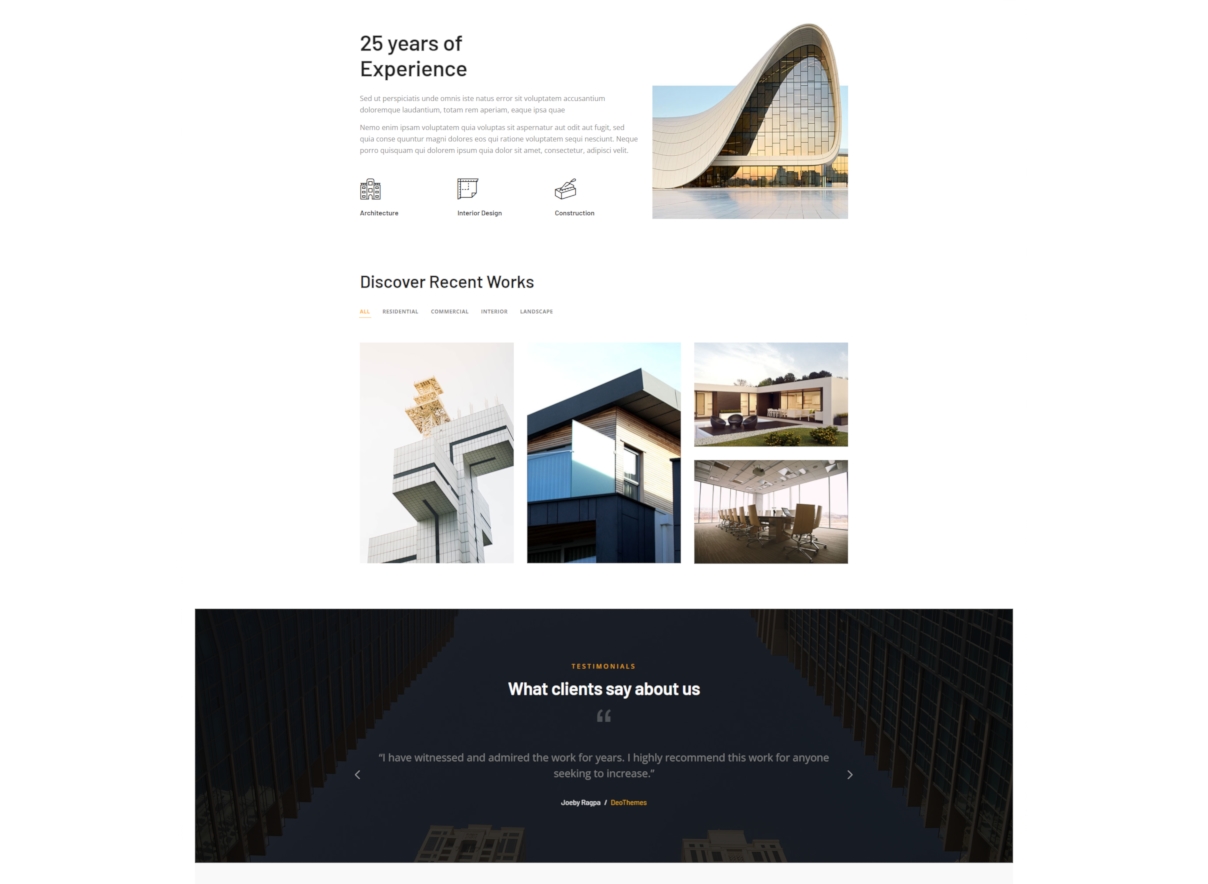 25 years of
Experience
Sed ut perspiciatis unde omnis iste natus error sit voluptatem accusantium
doloremque laudantium, totam rem aperiam, eaque ipsa quae
Nemo enim ipsam voluptatem quia voluptas sit aspernatur aut odit aut fugit, sed
quia conse quuntur magni dolores eos qui ratione voluptatem sequi nesciunt. Neque
porro quisquam qui dolorem ipsum quia dolor sit amet, consectetur, adipisci velit.
Architecture
Interior Design
Construction
Discover Recent Works
ALL RESIDENTIAL COMMERCIAL INTERIOR LANDSCAPE
TESTIMONIALS
What clients say about us
“
“I have witnessed and admired the work for years. I highly recommend this work for anyone
seeking to increase.”
Joeby Ragpa / DeoThemes